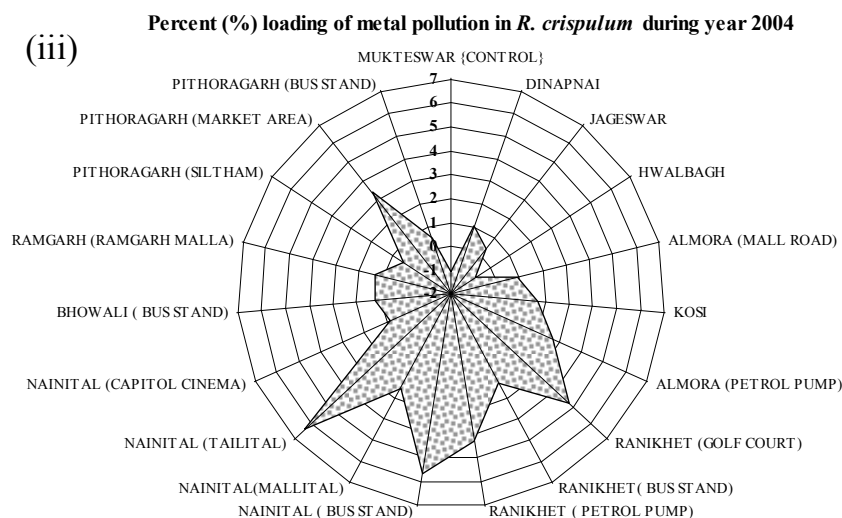 Percent (%) loading of metal pollution in R. crispulum during year 2004
(iii)
MUKTESWAR {CONTROL}
DINAPNAI
JAGESWAR
HWALBAGH
ALMORA (MALL ROAD)
KOSI
ALMORA (PETROL PUMP)
RANIKHET (GOLF COURT)
RANIKHET ( BUS STAND)
RANIKHET ( PETROL PUMP)
NAINITAL ( BUS STAND)
NAINITAL(MALLITAL)
NAINITAL (TAILITAL)
NAINITAL (CAPITOL CINEMA)
BHOWALI ( BUS STAND)
RAMGARH (RAMGARH MALLA)
PITHORAGARH (SILTHAM)
PITHORAGARH (MARKET AREA)
PITHORAGARH (BUS STAND)
7
6
5
4
3
2
1
0
-1
-2